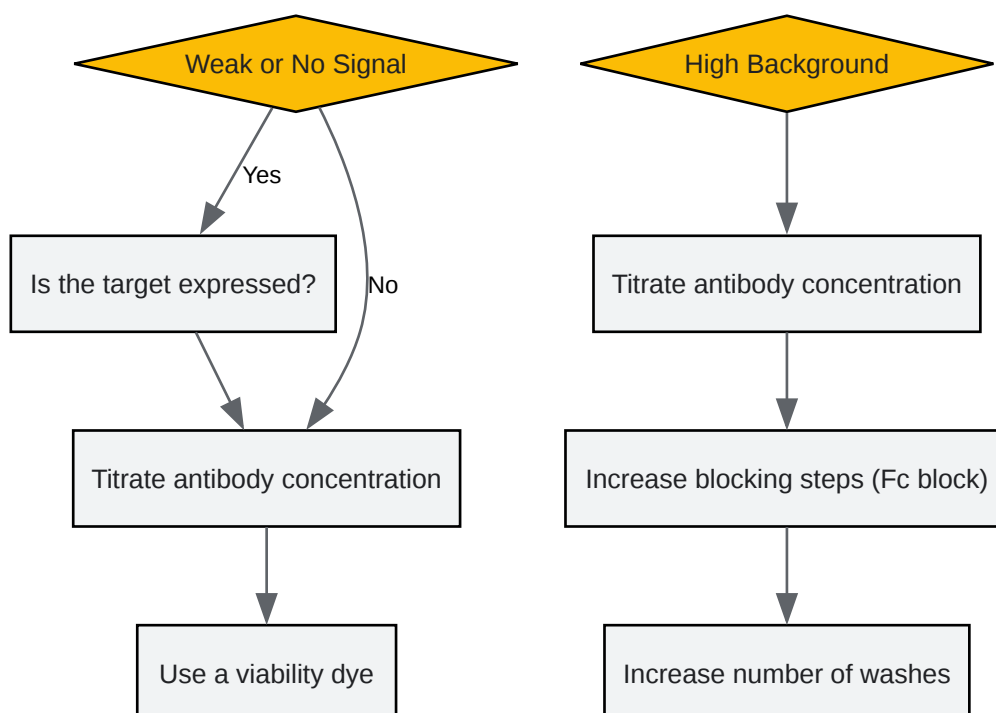 Weak or No Signal
High Background
Yes
Is the target expressed?
No
Titrate antibody concentration
Titrate antibody concentration
Increase blocking steps (Fc block)
Use a viability dye
Increase number of washes